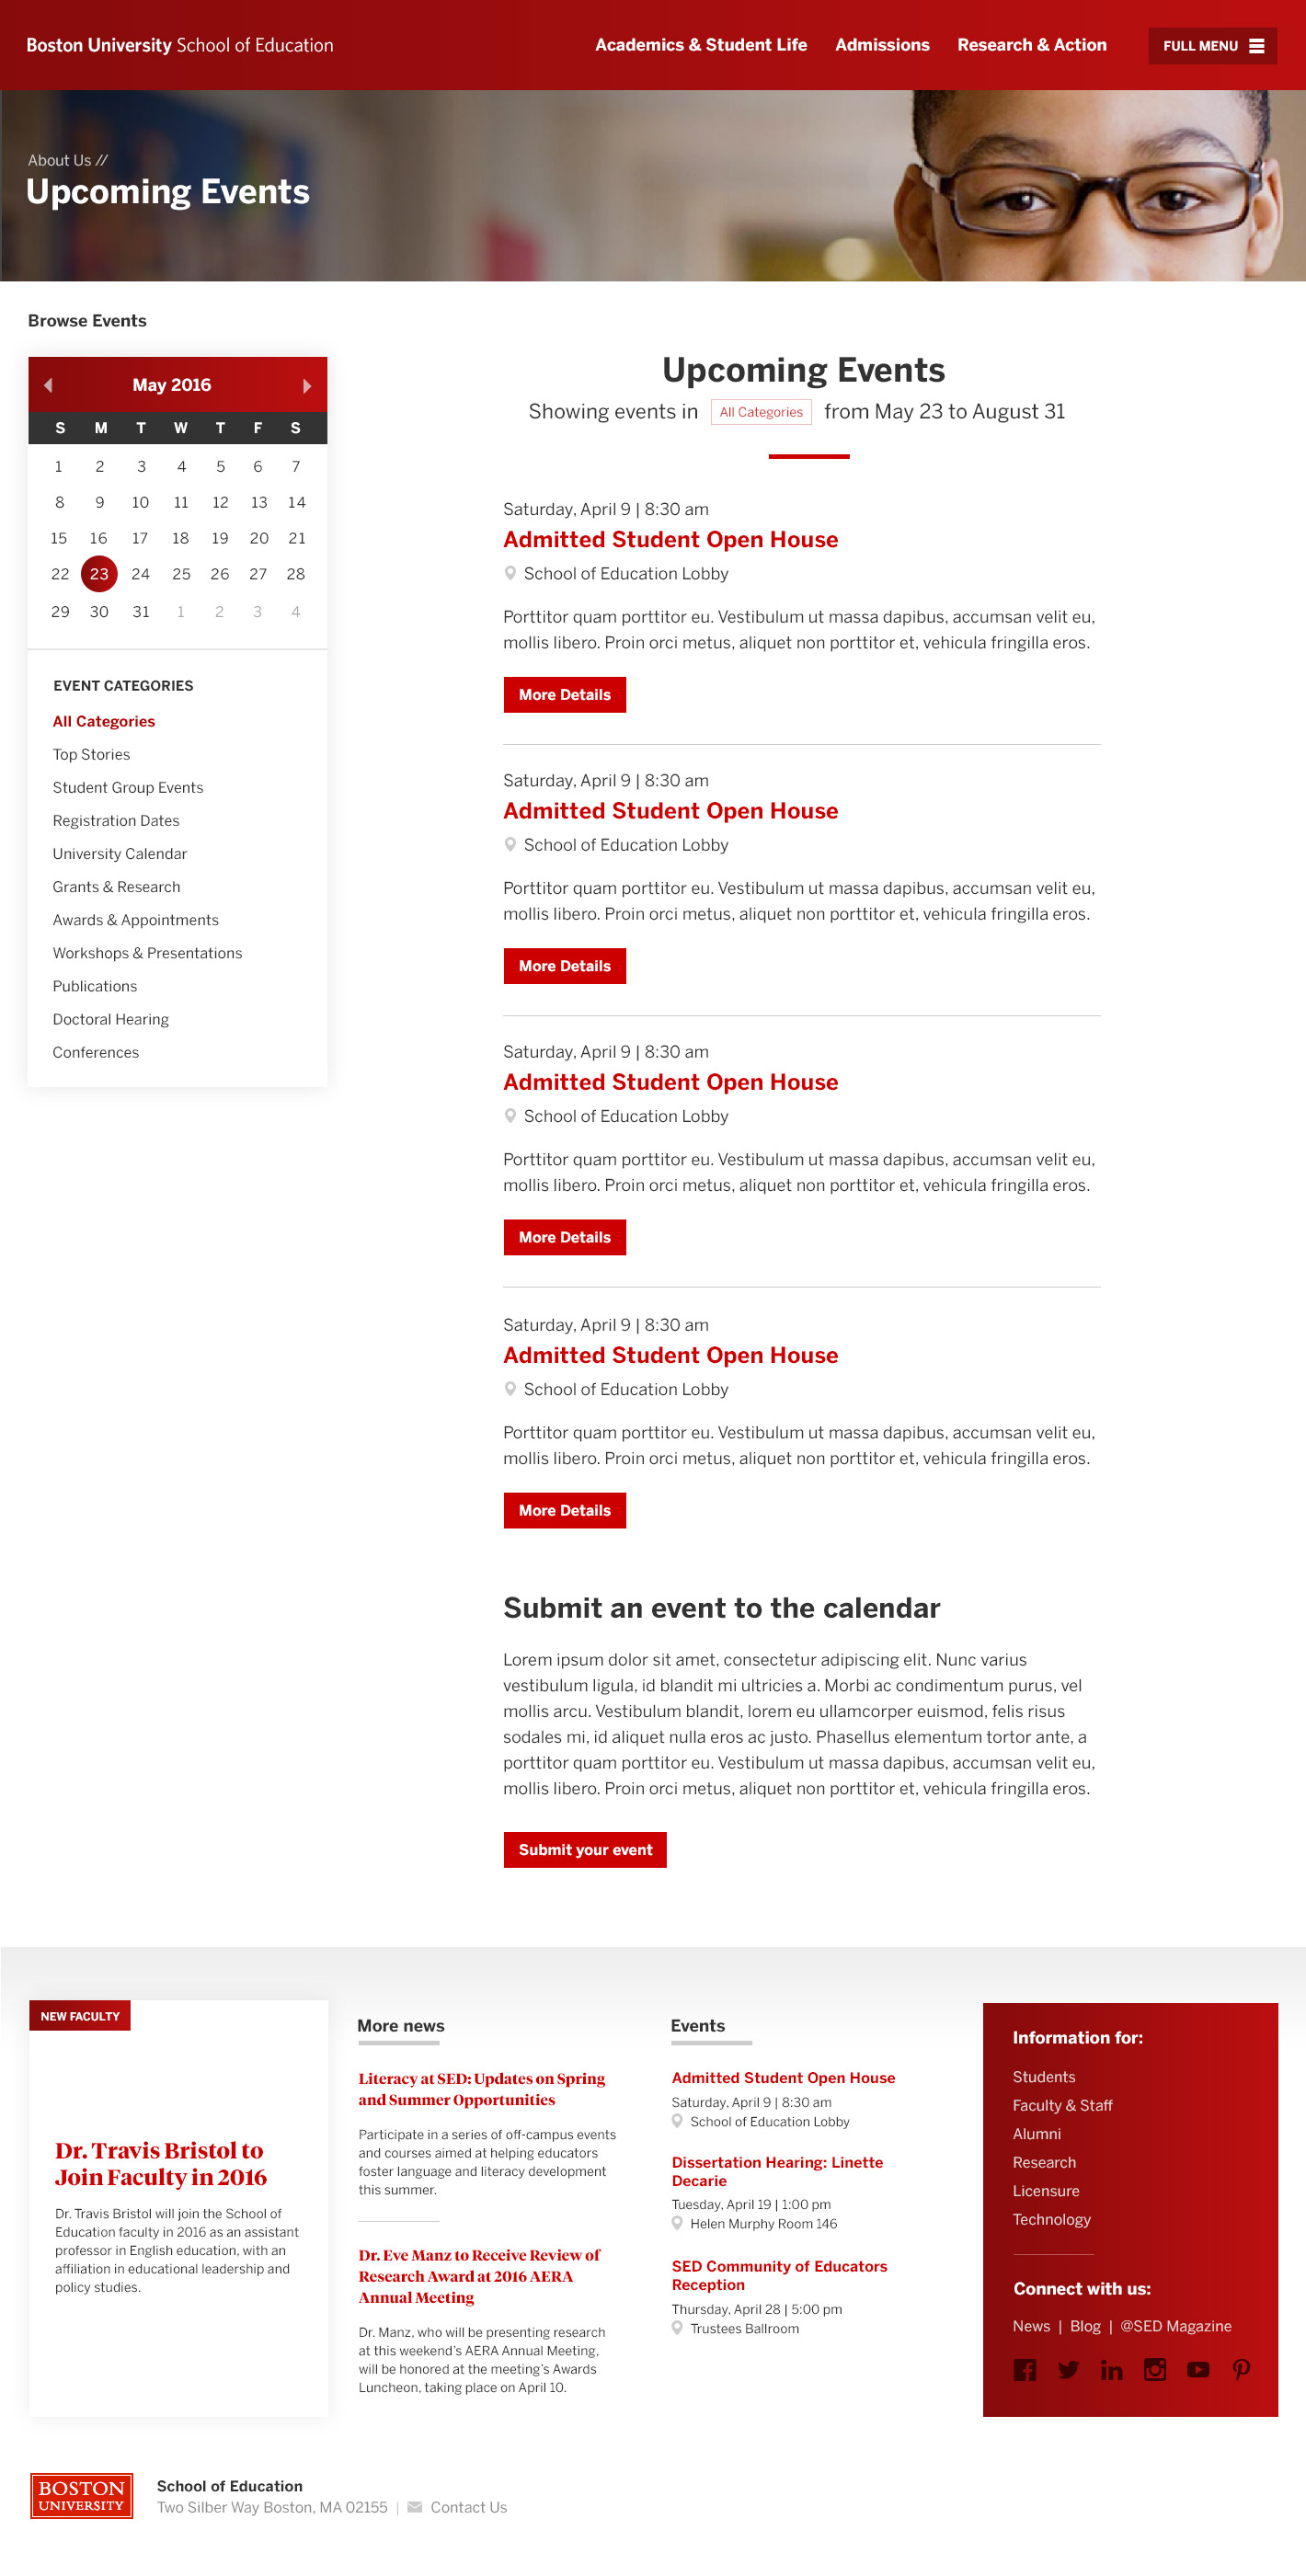 Boston University School of Education
Academics & Student Life
Admissions
Research & Action
FULL MENU
About Us //
Upcoming Events
Browse Events
May 2016
S M T W T F S
1 2 3 4 5 6 7
8 9 10 11 12 13 14
15 16 17 18 19 20 21
22 23 24 25 26 27 28
29 30 31 1 2 3 4
EVENT CATEGORIES
All Categories
Top Stories
Student Group Events
Registration Dates
University Calendar
Grants & Research
Awards & Appointments
Workshops & Presentations
Publications
Doctoral Hearing
Conferences
Upcoming Events
Showing events in All Categories from May 23 to August 31
Saturday, April 9 | 8:30 am
Admitted Student Open House
School of Education Lobby
Porttitor quam porttitor eu. Vestibulum ut massa dapibus, accumsan velit eu,
mollis libero. Proin orci metus, aliquet non porttitor et, vehicula fringilla eros.
More Details
Saturday, April 9 | 8:30 am
Admitted Student Open House
School of Education Lobby
Porttitor quam porttitor eu. Vestibulum ut massa dapibus, accumsan velit eu,
mollis libero. Proin orci metus, aliquet non porttitor et, vehicula fringilla eros.
More Details
Saturday, April 9 | 8:30 am
Admitted Student Open House
School of Education Lobby
Porttitor quam porttitor eu. Vestibulum ut massa dapibus, accumsan velit eu,
mollis libero. Proin orci metus, aliquet non porttitor et, vehicula fringilla eros.
More Details
Saturday, April 9 | 8:30 am
Admitted Student Open House
School of Education Lobby
Porttitor quam porttitor eu. Vestibulum ut massa dapibus, accumsan velit eu,
mollis libero. Proin orci metus, aliquet non porttitor et, vehicula fringilla eros.
More Details
Submit an event to the calendar
Lorem ipsum dolor sit amet, consectetur adipiscing elit. Nunc varius
vestibulum ligula, id blandit mi ultricies a. Morbi ac condimentum purus, vel
mollis arcu. Vestibulum blandit, lorem eu ullamcorper euismod, felis risus
sodales mi, id aliquet nulla eros ac justo. Phasellus elementum tortor ante, a
porttitor quam porttitor eu. Vestibulum ut massa dapibus, accumsan velit eu,
mollis libero. Proin orci metus, aliquet non porttitor et, vehicula fringilla eros.
Submit your event
NEW FACULTY
Dr. Travis Bristol to
Join Faculty in 2016
Dr. Travis Bristol will join the School of
Education faculty in 2016 as an assistant
professor in English education, with an
affiliation in educational leadership and
policy studies.
More news
Literacy at SED: Updates on Spring
and Summer Opportunities
Participate in a series of off-campus events
and courses aimed at helping educators
foster language and literacy development
this summer.
Dr. Eve Manz to Receive Review of
Research Award at 2016 AERA
Annual Meeting
Dr. Manz, who will be presenting research
at this weekend's AERA Annual Meeting,
will be honored at the meeting's Awards
Luncheon, taking place on April 10.
Events
Admitted Student Open House
Saturday, April 9 | 8:30 am
School of Education Lobby
Dissertation Hearing: Linette
Decarie
Tuesday, April 19 | 1:00 pm
Helen Murphy Room 146
SED Community of Educators
Reception
Thursday, April 28 | 5:00 pm
Trustees Ballroom
Information for:
Students
Faculty & Staff
Alumni
Research
Licensure
Technology
Connect with us:
News | Blog | @SED Magazine
BOSTON
UNIVERSITY
School of Education
Two Silber Way Boston, MA 02155 | Contact Us